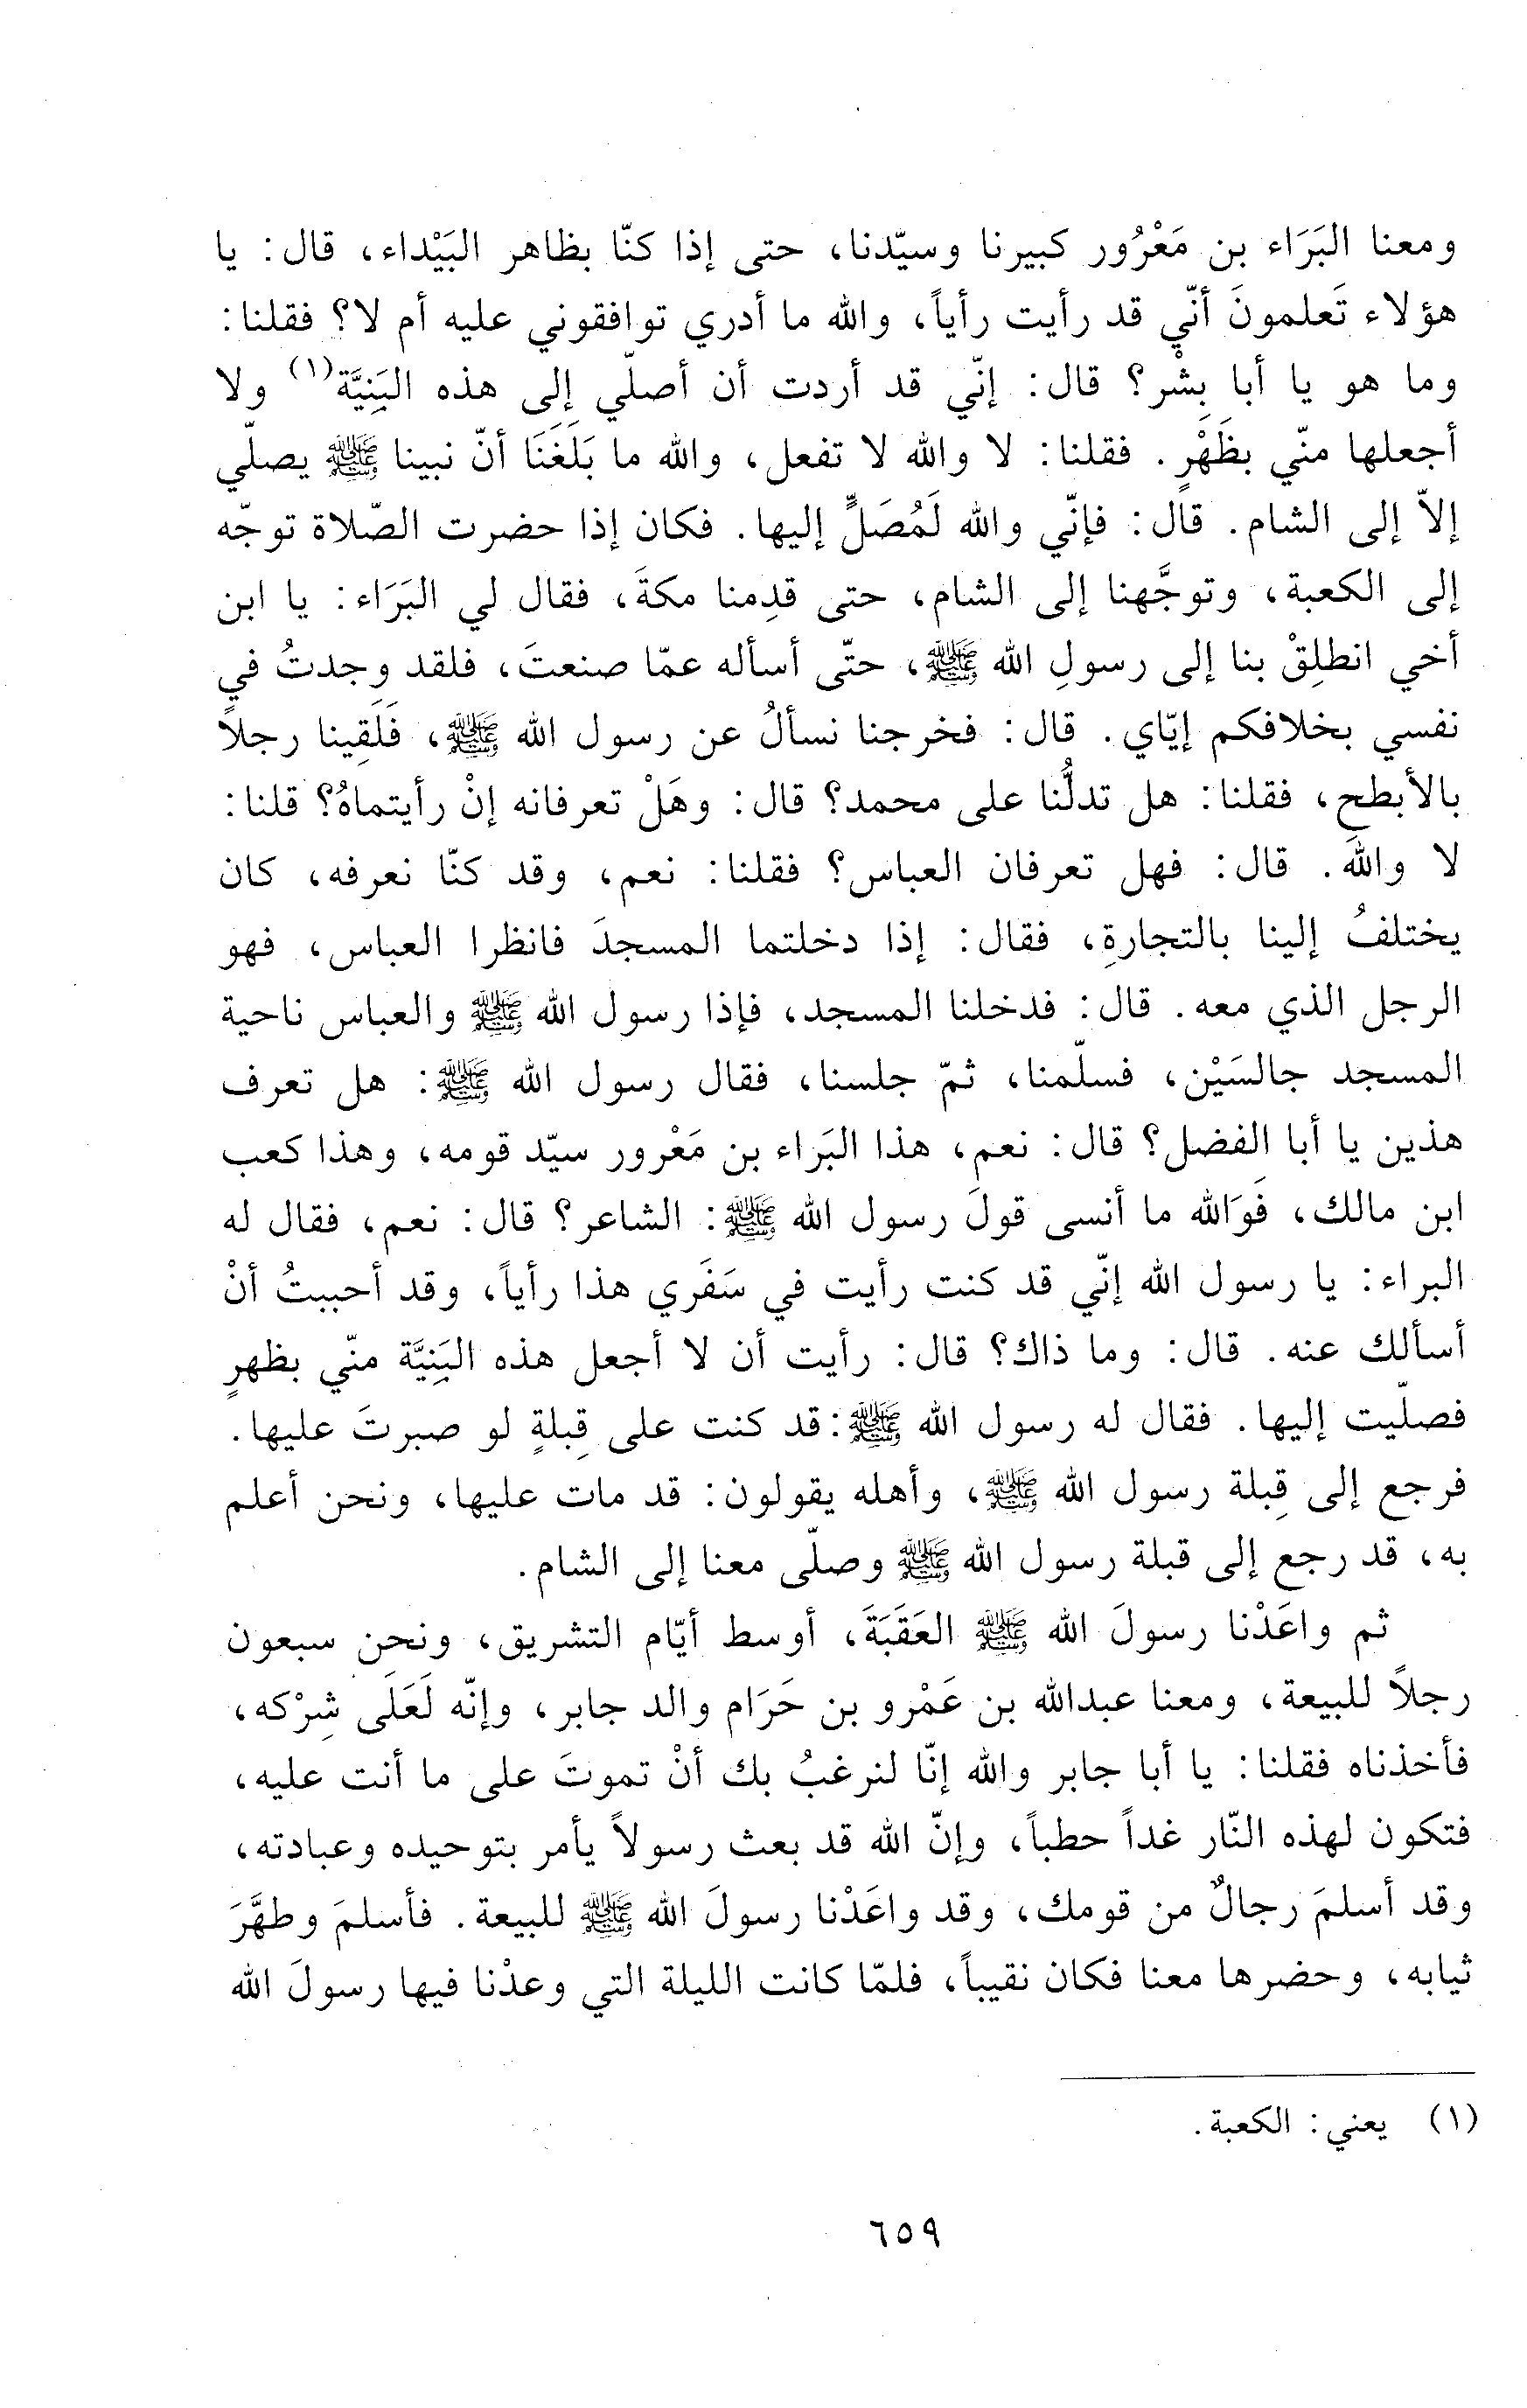 ومعنا البَرَاء بن مَعْرُور كبيرنا وسيّدنا، حتى إذا كنّا بظاهر البَيْداء، قال: يا
هؤلاء تَعلمونَ أنّي قد رأيت رأياً، والله ما أدري توافقوني عليه أم لا؟ فقلنا:
وما هو يا أبا بِشْر؟ قال: إنّي قد أردت أن أصلّي إلى هذه البَنِيَّة(١) ولا
أجعلها منّي بظَهْرٍ. فقلنا: لا والله لا تفعل، والله ما بَلَغَنَا أنّ نبينا ﷺ يصلّي
إلاّ إلى الشام. قال: فإنّي والله لَمُصَلٍّ إليها. فكان إذا حضرت الصّلاة توجّه
إلى الكعبة، وتوجَّهنا إلى الشام، حتى قدِمنا مكةَ، فقال لي البَرَاء: يا ابن
أخي انطلِقْ بنا إلى رسولِ الله ﷺ، حتّى أسأله عمّا صنعتَ، فلقد وجدتُ في
نفسي بخلافكم إيّاي. قال: فخرجنا نسألُ عن رسول الله ﷺ، فَلَقِينا رجلاً
بالأبطح، فقلنا: هل تدلُّنا على محمد؟ قال: وهَلْ تعرفانه إنْ رأيتماهُ؟ قلنا:
لا واللهَ. قال: فهل تعرفان العباس؟ فقلنا: نعم، وقد كنّا نعرفه، كان
يختلفُ إلينا بالتجارةِ، فقال: إذا دخلتما المسجدَ فانظرا العباس، فهو
الرجل الذي معه. قال: فدخلنا المسجد، فإذا رسول الله ﷺ والعباس ناحية
المسجد جالسَيْن، فسلّمنا، ثمّ جلسنا، فقال رسول الله ﷺ: هل تعرف
هذين يا أبا الفضل؟ قال: نعم، هذا البَراء بن مَعْرور سيّد قومه، وهذا كعب
ابن مالك، فَوَالله ما أنسى قولَ رسول الله ﷺ: الشاعر؟ قال: نعم، فقال له
البراء: يا رسول الله إنّي قد كنت رأيت في سَفَري هذا رأياً، وقد أحببتُ أنْ
أسألك عنه. قال: وما ذاك؟ قال: رأيت أن لا أجعل هذه البَنِيَّة منّي بظهرٍ
فصلّيت إليها. فقال له رسول الله ﷺ: قد كنت على قِبلةٍ لو صبرتَ عليها.
فرجع إلى قِبلة رسول الله ﷺ، وأهله يقولون: قد مات عليها، ونحن أعلم
به، قد رجع إلى قبلة رسول الله ﷺ وصلّى معنا إلى الشام.
ثم واعَدْنا رسولَ الله ﷺ العَقَبَةَ، أوسط أيّام التشريق، ونحن سبعون
رجلاً للبيعة، ومعنا عبدالله بن عَمْرو بن حَرَام والد جابر، وإنّه لَعَلَى شِرْكه،
فأخذناه فقلنا: يا أبا جابر والله إنّا لنرغبُ بك أنْ تموتَ على ما أنت عليه،
فتكون لهذه النّار غداً حطباً، وإنّ الله قد بعث رسولاً يأمر بتوحيده وعبادته،
وقد أسلمَ رجالٌ من قومك، وقد واعَدْنا رسولَ الله ﷺ للبيعة. فأسلمَ وطهَّرَ
ثيابه، وحضرها معنا فكان نقيباً، فلمّا كانت الليلة التي وعدْنا فيها رسولَ الله
(١) يعني: الكعبة.
٦٥٩